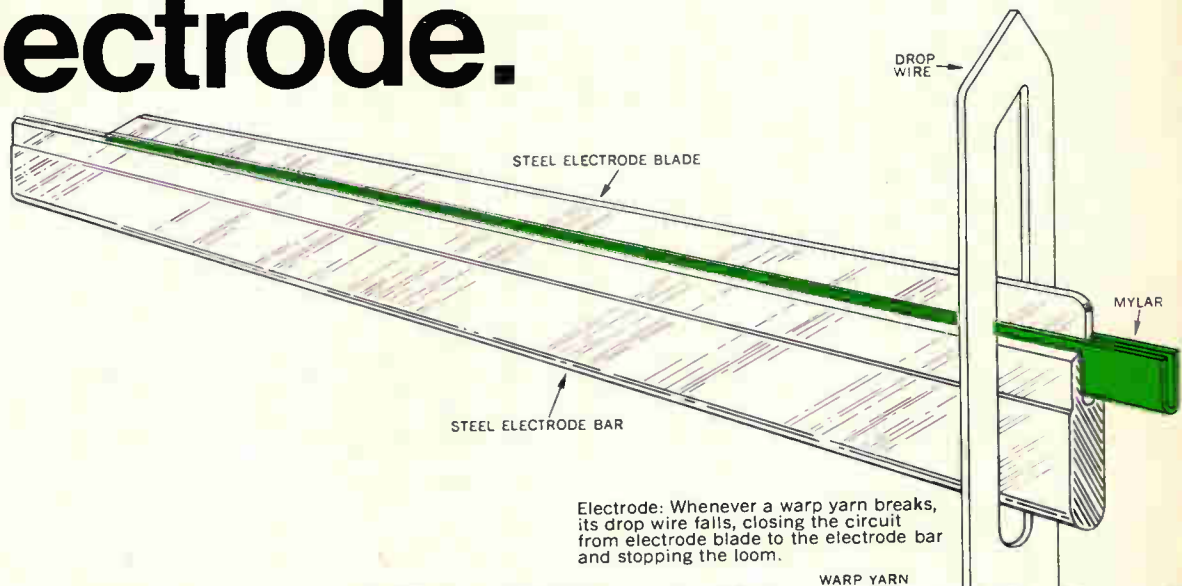 ectrode.
DROP
WIRE
STEEL ELECTRODE BLADE
MYLAR
STEEL ELECTRODE BAR
Electrode: Whenever a warp yarn breaks,
its drop wire falls, closing the circuit
from electrode blade to the electrode bar
and stopping the loom.
WARP YARN